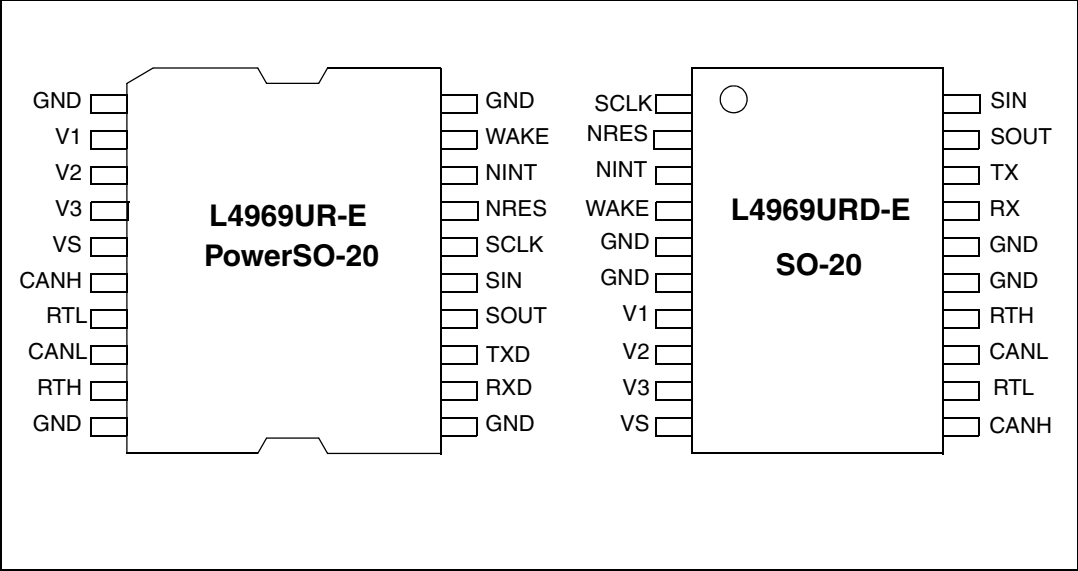 GND
V1
V2
V3
VS
CANH
RTL
CANL
RTH
GND
L4969UR-E
PowerSO-20
GND
WAKE
NINT
NRES
SCLK
SIN
SOUT
TXD
RXD
GND
SCLK
NRES
NINT
WAKE
GND
GND
V1
V2
V3
VS
L4969URD-E
SO-20
SIN
SOUT
TX
RX
GND
GND
RTH
CANL
RTL
CANH